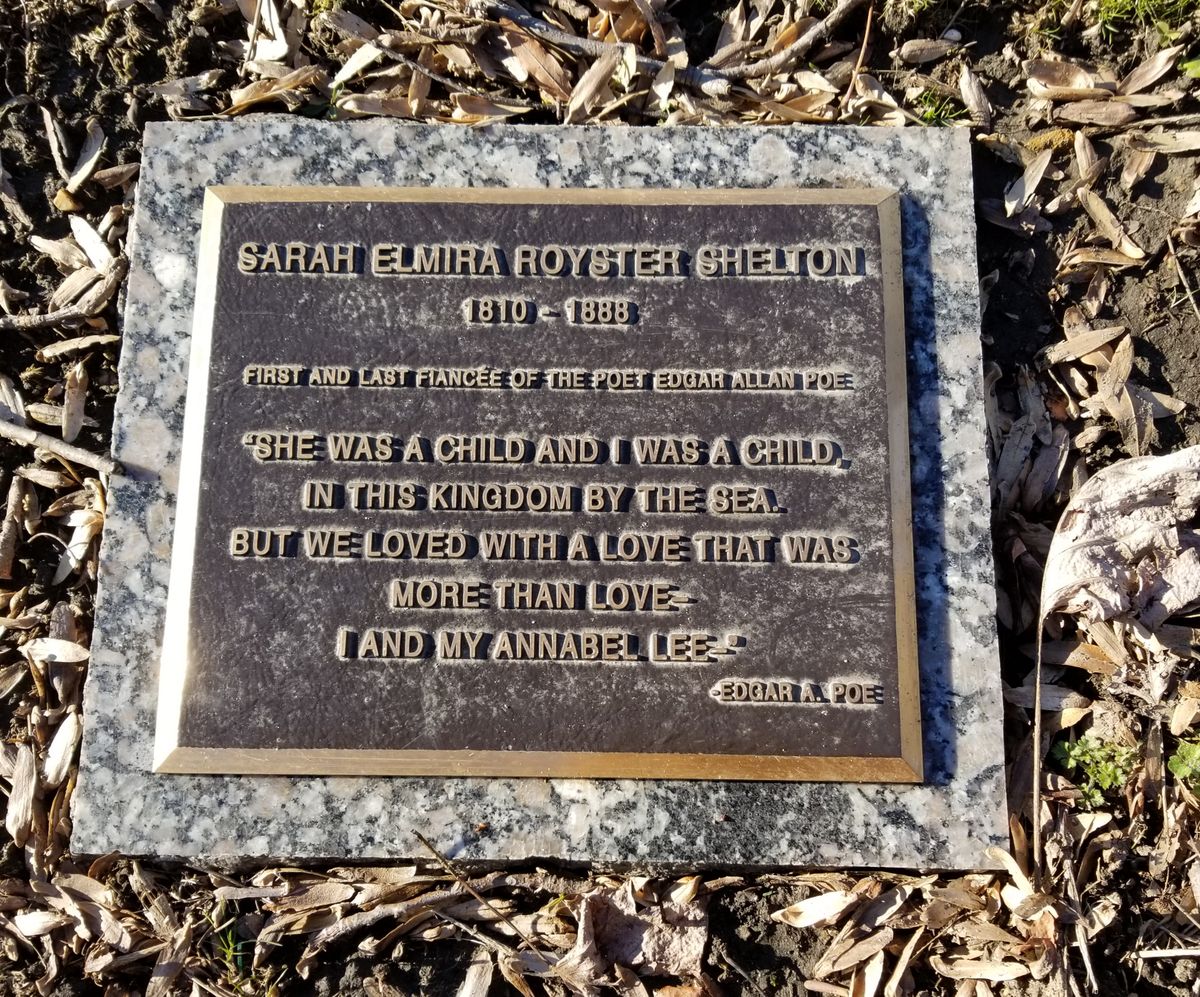 SARAH ELMIRA ROYSTER SHELTON
1810 - 1888
FIRST AND LAST FIANCÉE OF THE POET EDGAR ALLAN POE
"SHE WAS A CHILD AND I WAS A CHILD,
IN THIS KINGDOM BY THE SEA.
BUT WE LOVED WITH A LOVE THAT WAS
MORE THAN LOVE–
I AND MY ANNABEL LEE–"
-EDGAR A. POE